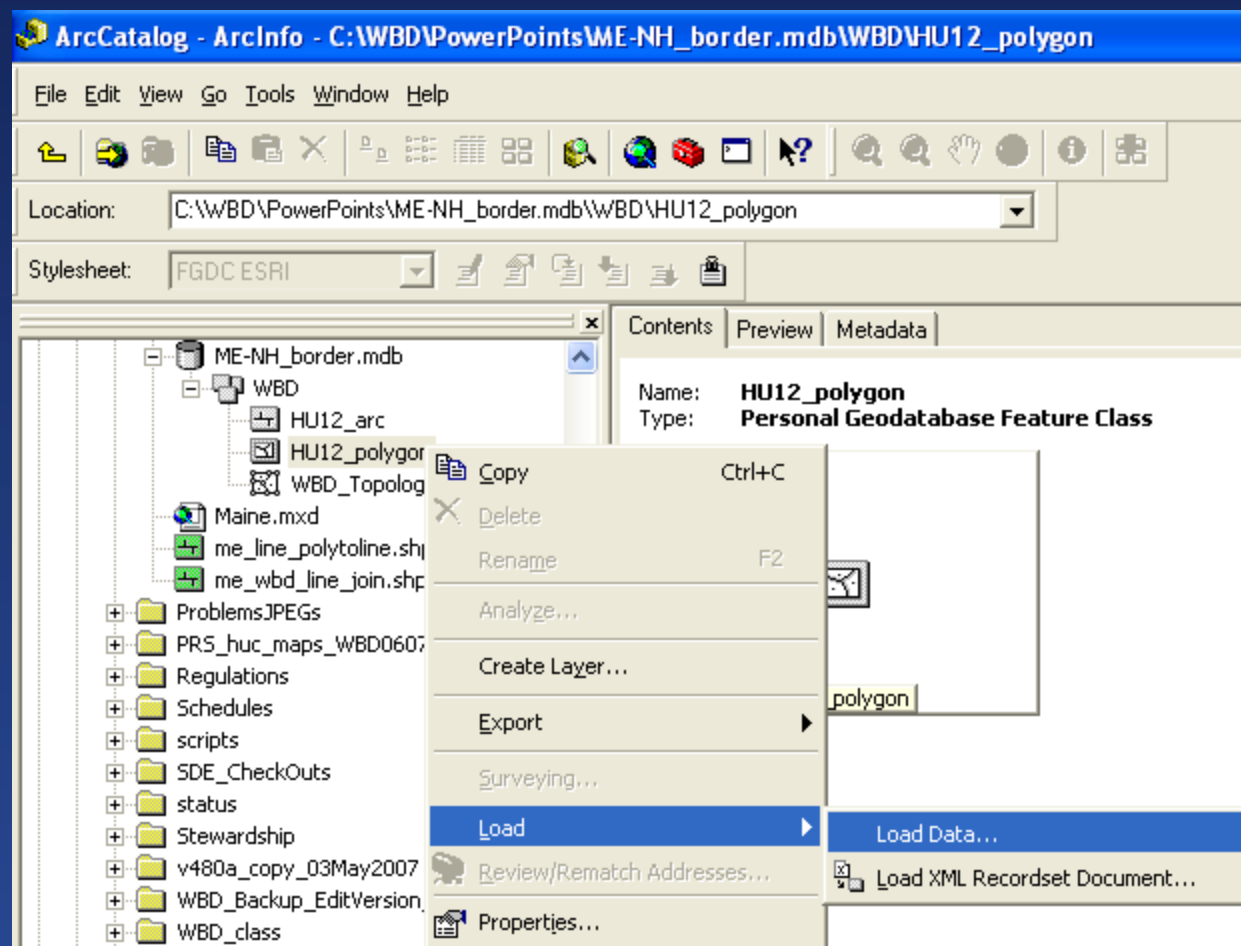 ArcCatalog - ArcInfo - C:\WBD\PowerPoints\ME-NH_border.mdb\WBD\HU12_polygon
File Edit View Go Tools Window Help
Location: C:\WBD\PowerPoints\ME-NH_border.mdb\WBD\HU12_polygon
Stylesheet: FGDC ESRI
Contents Preview Metadata
Name: HU12_polygon
Type: Personal Geodatabase Feature Class
ME-NH_border.mdb
WBD
HU12_arc
HU12_polygon
WBD_Topolog
Maine.mxd
me_line_polytoline.shp
me_wbd_line_join.shp
ProblemsJPEGs
PRS_huc_maps_WBD0607
Regulations
Schedules
scripts
SDE_CheckOuts
status
Stewardship
v480a_copy_03May2007
WBD_Backup_EditVersion_
WBD_class
Copy Ctrl+C
Delete
Rename F2
Analyze...
Create Layer...
Export
Surveying...
Load
Review/Rematch Addresses...
Properties...
_polygon
Load Data...
Load XML Recordset Document...